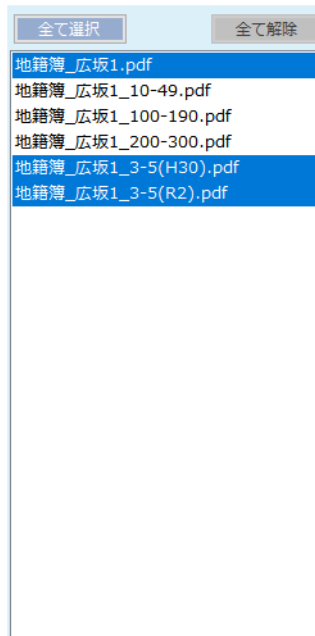 全て選択 全て解除
地籍簿_広坂1.pdf
地籍簿_広坂1_10-49.pdf
地籍簿_広坂1_100-190.pdf
地籍簿_広坂1_200-300.pdf
地籍簿_広坂1_3-5(H30).pdf
地籍簿_広坂1_3-5(R2).pdf